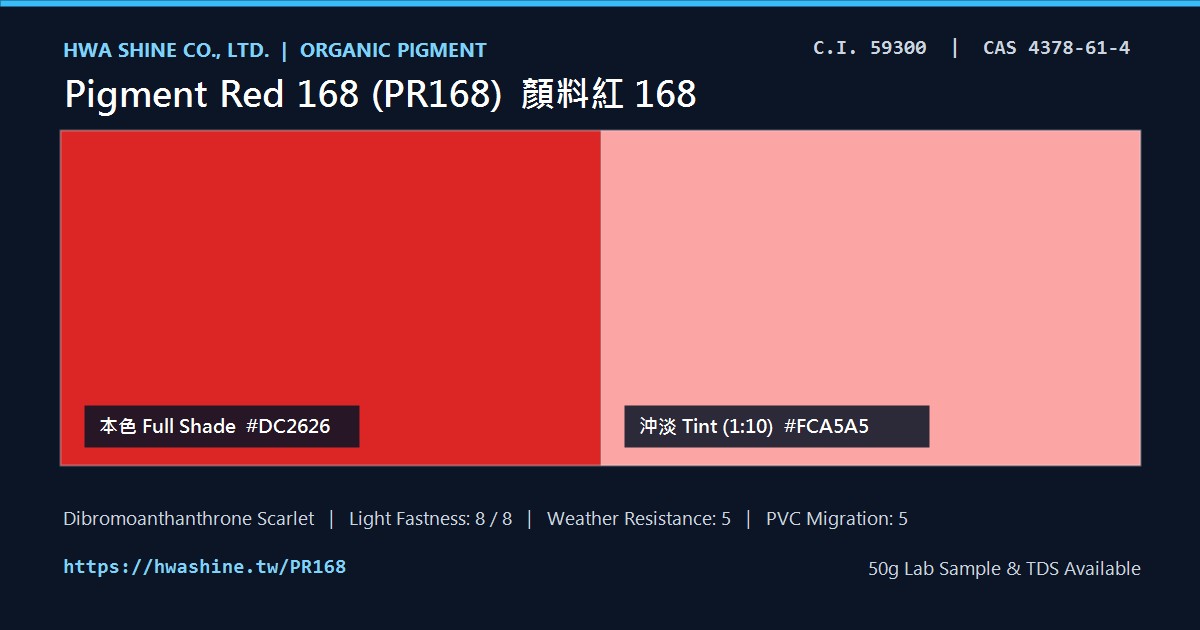 HWA SHINE CO., LTD. | ORGANIC PIGMENT
C.I. 59300 | CAS 4378-61-4
Pigment Red 168 (PR168) 顏料紅 168
本色 Full Shade #DC2626
沖淡 Tint (1:10) #FCA5A5
Dibromoanthanthrone Scarlet | Light Fastness: 8 / 8 | Weather Resistance: 5 | PVC Migration: 5
https://hwashine.tw/PR168
50g Lab Sample & TDS Available